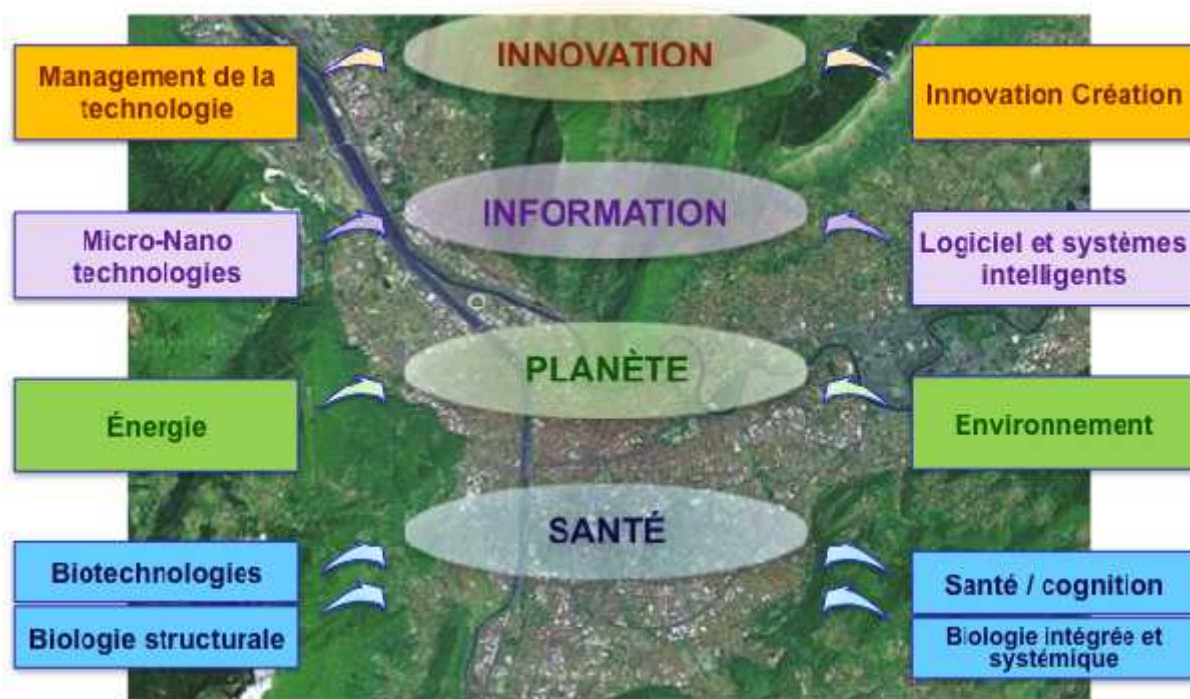 INNOVATION
Management de la
technologie
Innovation Création
INFORMATION
Micro-Nano
technologies
Logiciel et systèmes
intelligents
PLANÈTE
Énergie
Environnement
SANTÉ
Biotechnologies
Santé / cognition
Biologie structurale
Biologie intégrée et
systémique